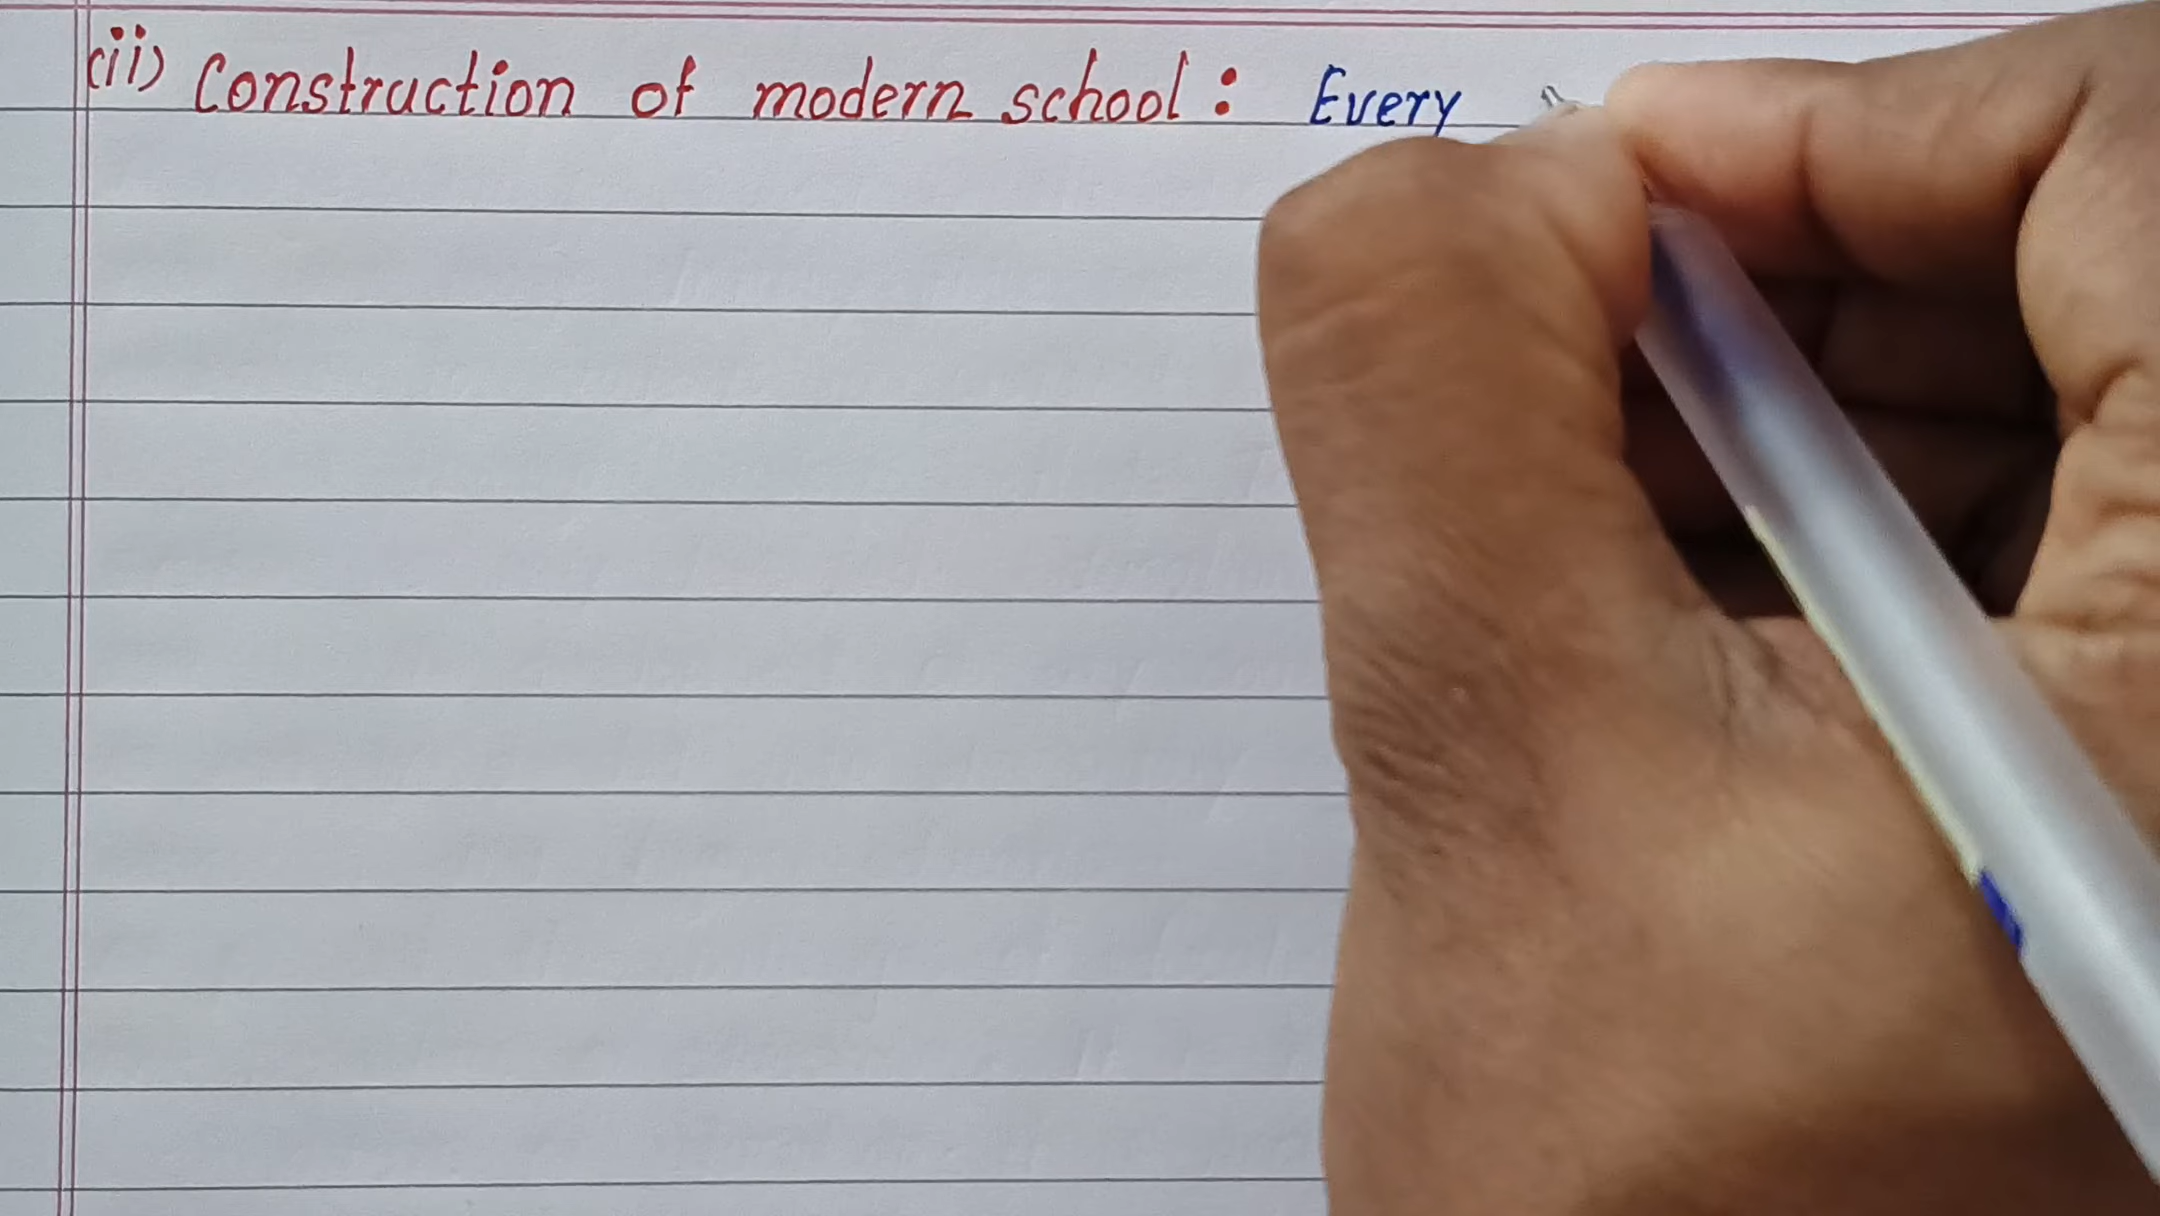 (ii) Construction of modern school : Every